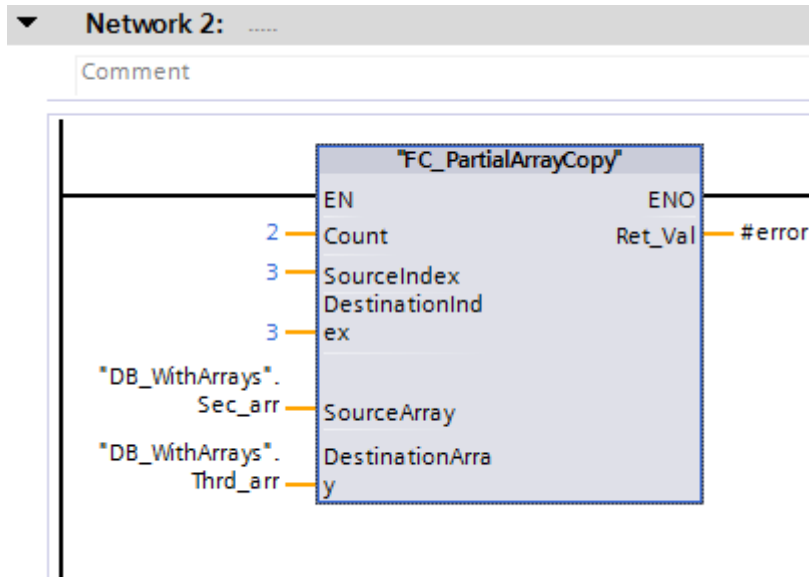 Network 2: .....
Comment
"FC_PartialArrayCopy"
EN ENO
2 Count Ret_Val #error
3 SourceIndex
DestinationInd
3 ex
"DB_WithArrays".
Sec_arr SourceArray
"DB_WithArrays". DestinationArra
Thrd_arr y